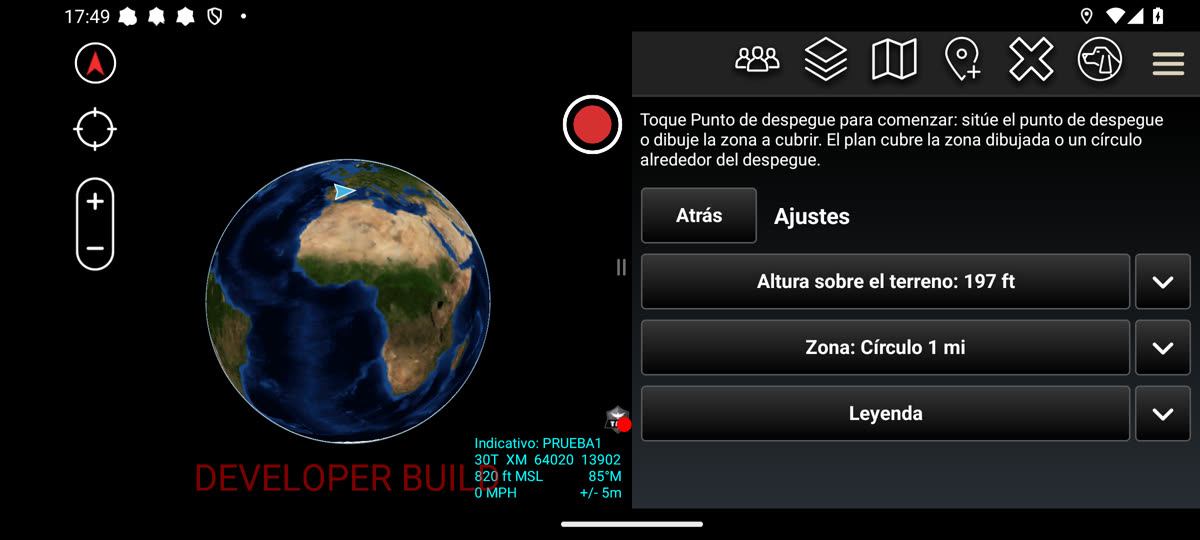 17:49
Toque Punto de despegue para comenzar: sitúe el punto de despegue
o dibuje la zona a cubrir. El plan cubre la zona dibujada o un círculo
alrededor del despegue.
Atrás
Ajustes
Altura sobre el terreno: 197 ft
Zona: Círculo 1 mi
Leyenda
Indicativo: PRUEBA1
30T XM 64020 13902
820 ft MSL 85°M
0 MPH +/- 5m
DEVELOPER BUILD